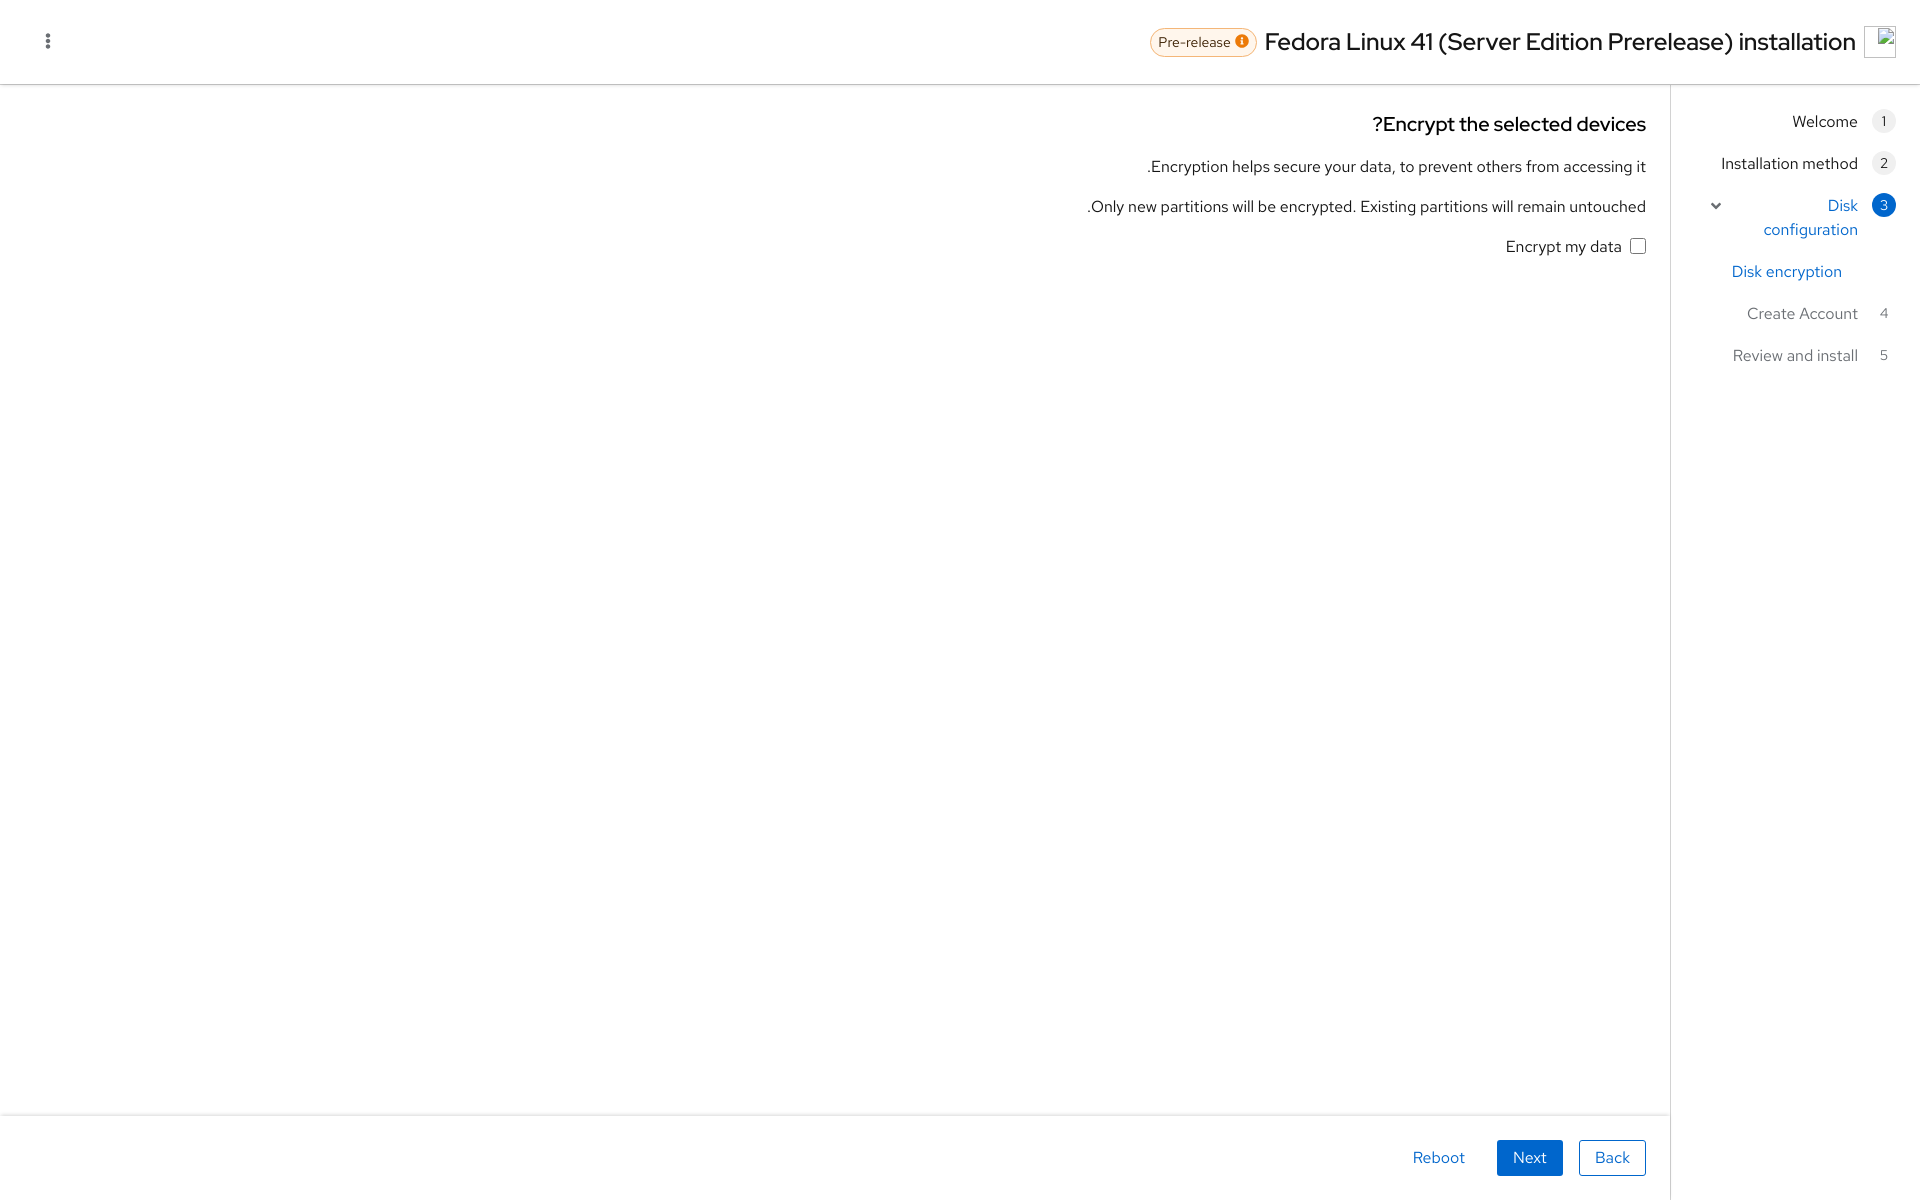 Fedora Linux 41 (Server Edition Prerelease) installation
Pre-release
1 Welcome
2 Installation method
3 Disk
configuration
Disk encryption
4 Create Account
5 Review and install
Encrypt the selected devices?
Encryption helps secure your data, to prevent others from accessing it.
Only new partitions will be encrypted. Existing partitions will remain untouched.
Encrypt my data
Back
Next
Reboot